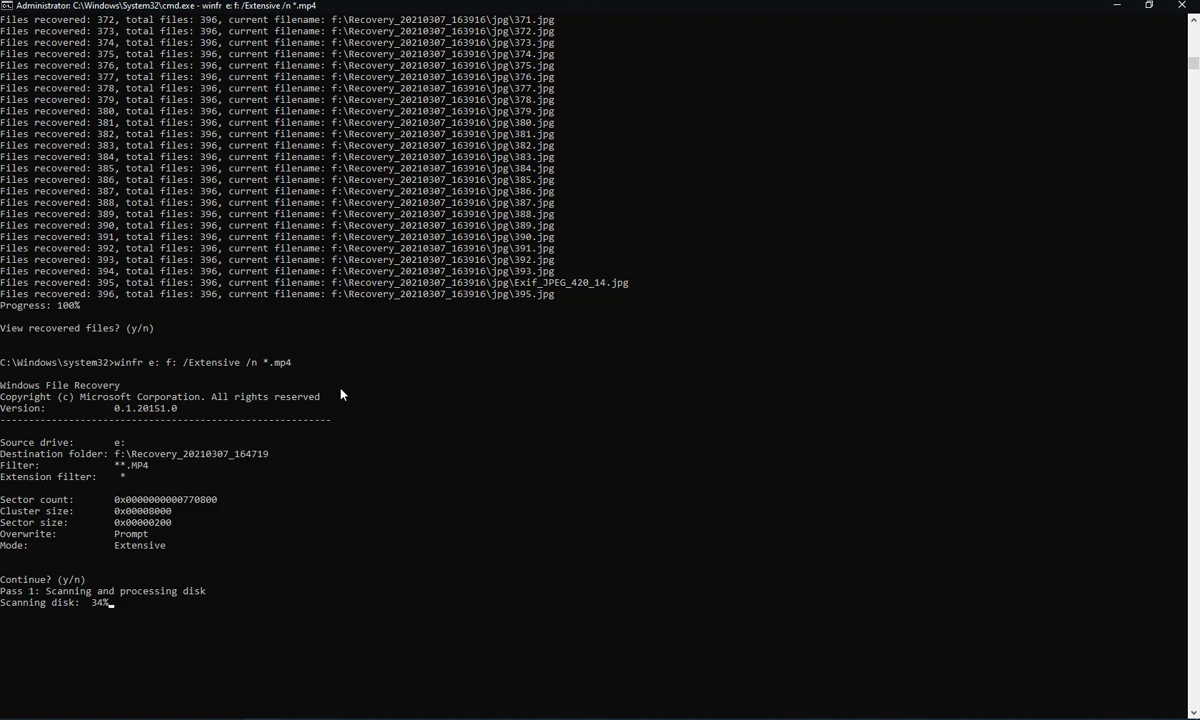 Administrator: C:\Windows\System32\cmd.exe - winfr e: f: /Extensive /n *.mp4
Files recovered: 372, total files: 396, current filename: f:\Recovery_20210307_163916\jpg\371.jpg
Files recovered: 373, total files: 396, current filename: f:\Recovery_20210307_163916\jpg\372.jpg
Files recovered: 374, total files: 396, current filename: f:\Recovery_20210307_163916\jpg\373.jpg
Files recovered: 375, total files: 396, current filename: f:\Recovery_20210307_163916\jpg\374.jpg
Files recovered: 376, total files: 396, current filename: f:\Recovery_20210307_163916\jpg\375.jpg
Files recovered: 377, total files: 396, current filename: f:\Recovery_20210307_163916\jpg\376.jpg
Files recovered: 378, total files: 396, current filename: f:\Recovery_20210307_163916\jpg\377.jpg
Files recovered: 379, total files: 396, current filename: f:\Recovery_20210307_163916\jpg\378.jpg
Files recovered: 380, total files: 396, current filename: f:\Recovery_20210307_163916\jpg\379.jpg
Files recovered: 381, total files: 396, current filename: f:\Recovery_20210307_163916\jpg\380.jpg
Files recovered: 382, total files: 396, current filename: f:\Recovery_20210307_163916\jpg\381.jpg
Files recovered: 383, total files: 396, current filename: f:\Recovery_20210307_163916\jpg\382.jpg
Files recovered: 384, total files: 396, current filename: f:\Recovery_20210307_163916\jpg\383.jpg
Files recovered: 385, total files: 396, current filename: f:\Recovery_20210307_163916\jpg\384.jpg
Files recovered: 386, total files: 396, current filename: f:\Recovery_20210307_163916\jpg\385.jpg
Files recovered: 387, total files: 396, current filename: f:\Recovery_20210307_163916\jpg\386.jpg
Files recovered: 388, total files: 396, current filename: f:\Recovery_20210307_163916\jpg\387.jpg
Files recovered: 389, total files: 396, current filename: f:\Recovery_20210307_163916\jpg\388.jpg
Files recovered: 390, total files: 396, current filename: f:\Recovery_20210307_163916\jpg\389.jpg
Files recovered: 391, total files: 396, current filename: f:\Recovery_20210307_163916\jpg\390.jpg
Files recovered: 392, total files: 396, current filename: f:\Recovery_20210307_163916\jpg\391.jpg
Files recovered: 393, total files: 396, current filename: f:\Recovery_20210307_163916\jpg\392.jpg
Files recovered: 394, total files: 396, current filename: f:\Recovery_20210307_163916\jpg\393.jpg
Files recovered: 395, total files: 396, current filename: f:\Recovery_20210307_163916\jpg\Exif_JPEG_420_14.jpg
Files recovered: 396, total files: 396, current filename: f:\Recovery_20210307_163916\jpg\395.jpg
Progress: 100%
View recovered files? (y/n)
C:\Windows\system32>winfr e: f: /Extensive /n *.mp4
Windows File Recovery
Copyright (c) Microsoft Corporation. All rights reserved
Version: 0.1.20151.0
----------------------------------------------------------
Source drive: e:
Destination folder: f:\Recovery_20210307_164719
Filter: **.MP4
Extension filter: *
Sector count: 0x0000000000770800
Cluster size: 0x00008000
Sector size: 0x00000200
Overwrite: Prompt
Mode: Extensive
Continue? (y/n)
Pass 1: Scanning and processing disk
Scanning disk: 34%